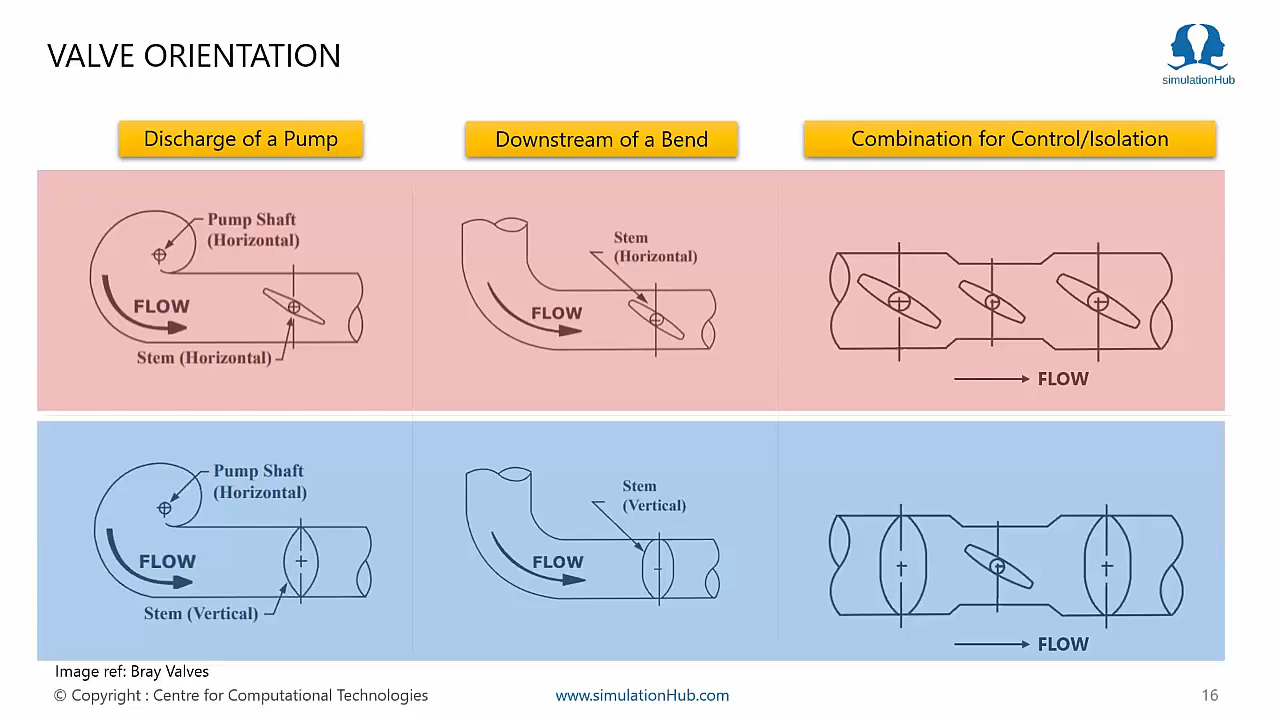 VALVE ORIENTATION
simulationHub
Discharge of a Pump
Downstream of a Bend
Combination for Control/Isolation
Pump Shaft
(Horizontal)
FLOW
Stem (Horizontal)
Stem
(Horizontal)
FLOW
FLOW
Pump Shaft
(Horizontal)
FLOW
Stem (Vertical)
Stem
(Vertical)
FLOW
FLOW
Image ref: Bray Valves
© Copyright : Centre for Computational Technologies
www.simulationHub.com
16